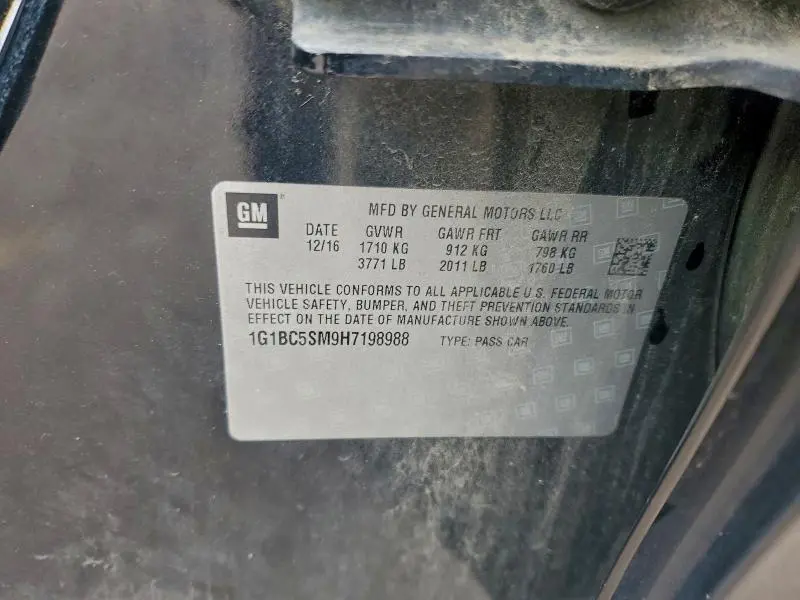 GM
MFD BY GENERAL MOTORS LLC
DATE GVWR GAWR FRT GAWR RR
12/16 1710 KG 912 KG 798 KG
3771 LB 2011 LB 1760 LB
THIS VEHICLE CONFORMS TO ALL APPLICABLE U.S. FEDERAL MOTOR
VEHICLE SAFETY, BUMPER, AND THEFT PREVENTION STANDARDS IN
EFFECT ON THE DATE OF MANUFACTURE SHOWN ABOVE.
1G1BC5SM9H7198988 TYPE: PASS CAR